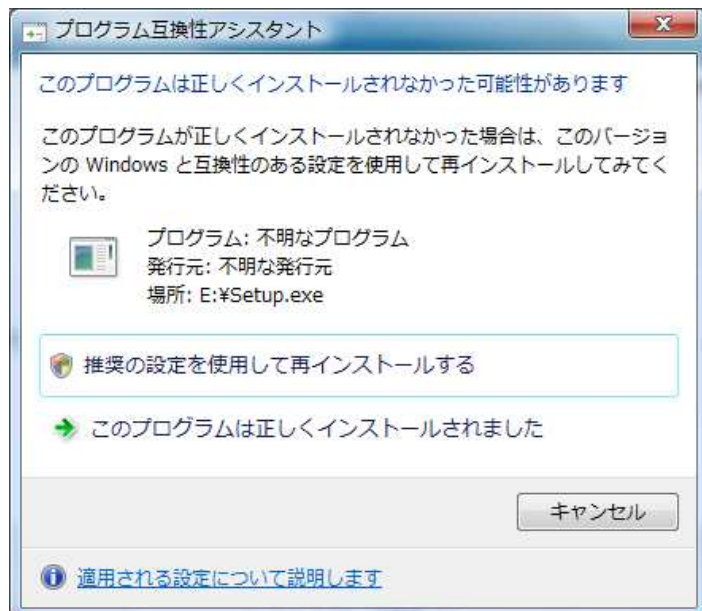 プログラム互換性アシスタント
このプログラムは正しくインストールされなかった可能性があります
このプログラムが正しくインストールされなかった場合は、このバージョ
ンの Windows と互換性のある設定を使用して再インストールしてみてく
ださい。
プログラム: 不明なプログラム
発行元: 不明な発行元
場所: E:¥Setup.exe
推奨の設定を使用して再インストールする
このプログラムは正しくインストールされました
キャンセル
適用される設定について説明します